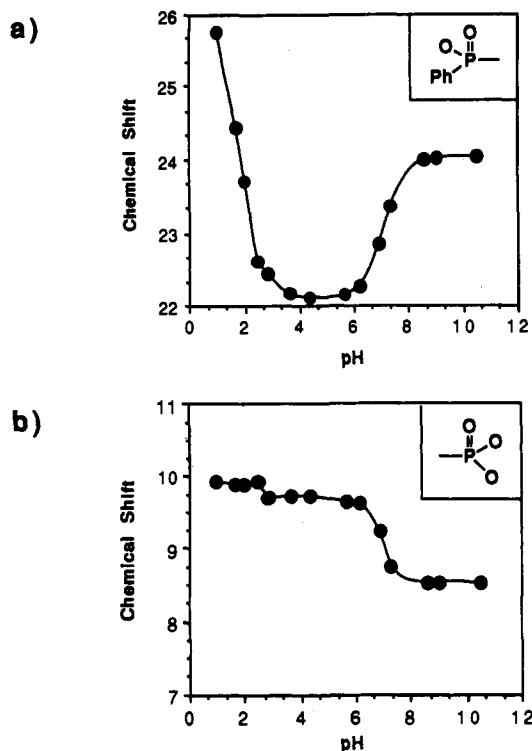 a)
26
25
24
23
22
Chemical Shift
0 2 4 6 8 10 12
pH
O
O P
Ph
b)
11
10
9
8
7
Chemical Shift
0 2 4 6 8 10 12
pH
O
P O
O